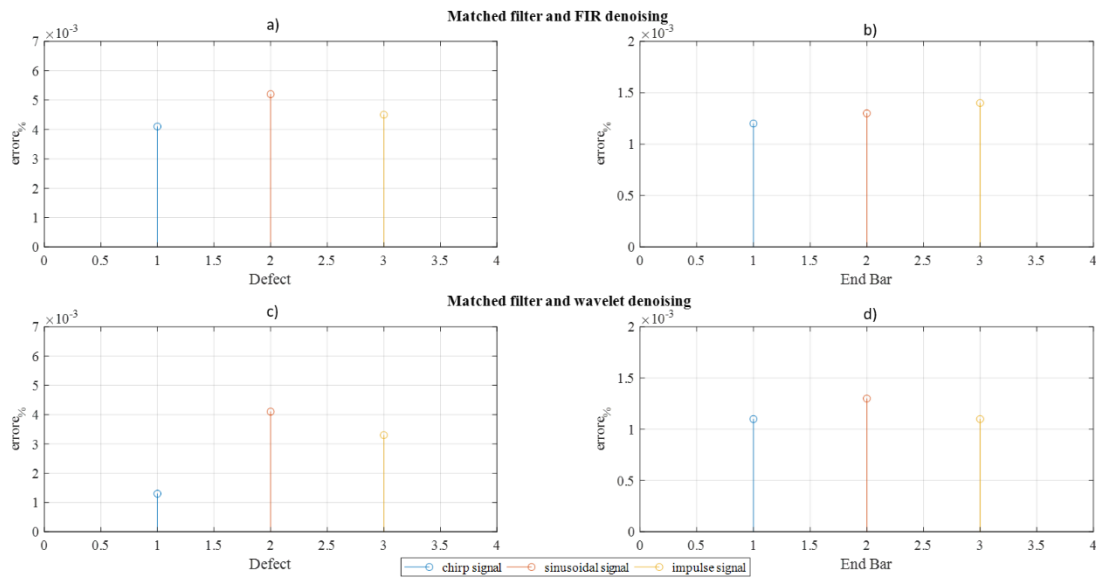 Matched filter and FIR denoising
a)
b)
×10-3
7
6
5
4
3
2
1
0
errore%
0 0.5 1 1.5 2 2.5 3 3.5 4
Defect
×10-3
2
1.5
1
0.5
0
errore%
0 0.5 1 1.5 2 2.5 3 3.5 4
End Bar
Matched filter and wavelet denoising
c)
d)
×10-3
7
6
5
4
3
2
1
0
errore%
0 0.5 1 1.5 2 2.5 3 3.5 4
Defect
×10-3
2
1.5
1
0.5
0
errore%
0 0.5 1 1.5 2 2.5 3 3.5 4
End Bar
chirp signal sinusoidal signal impulse signal